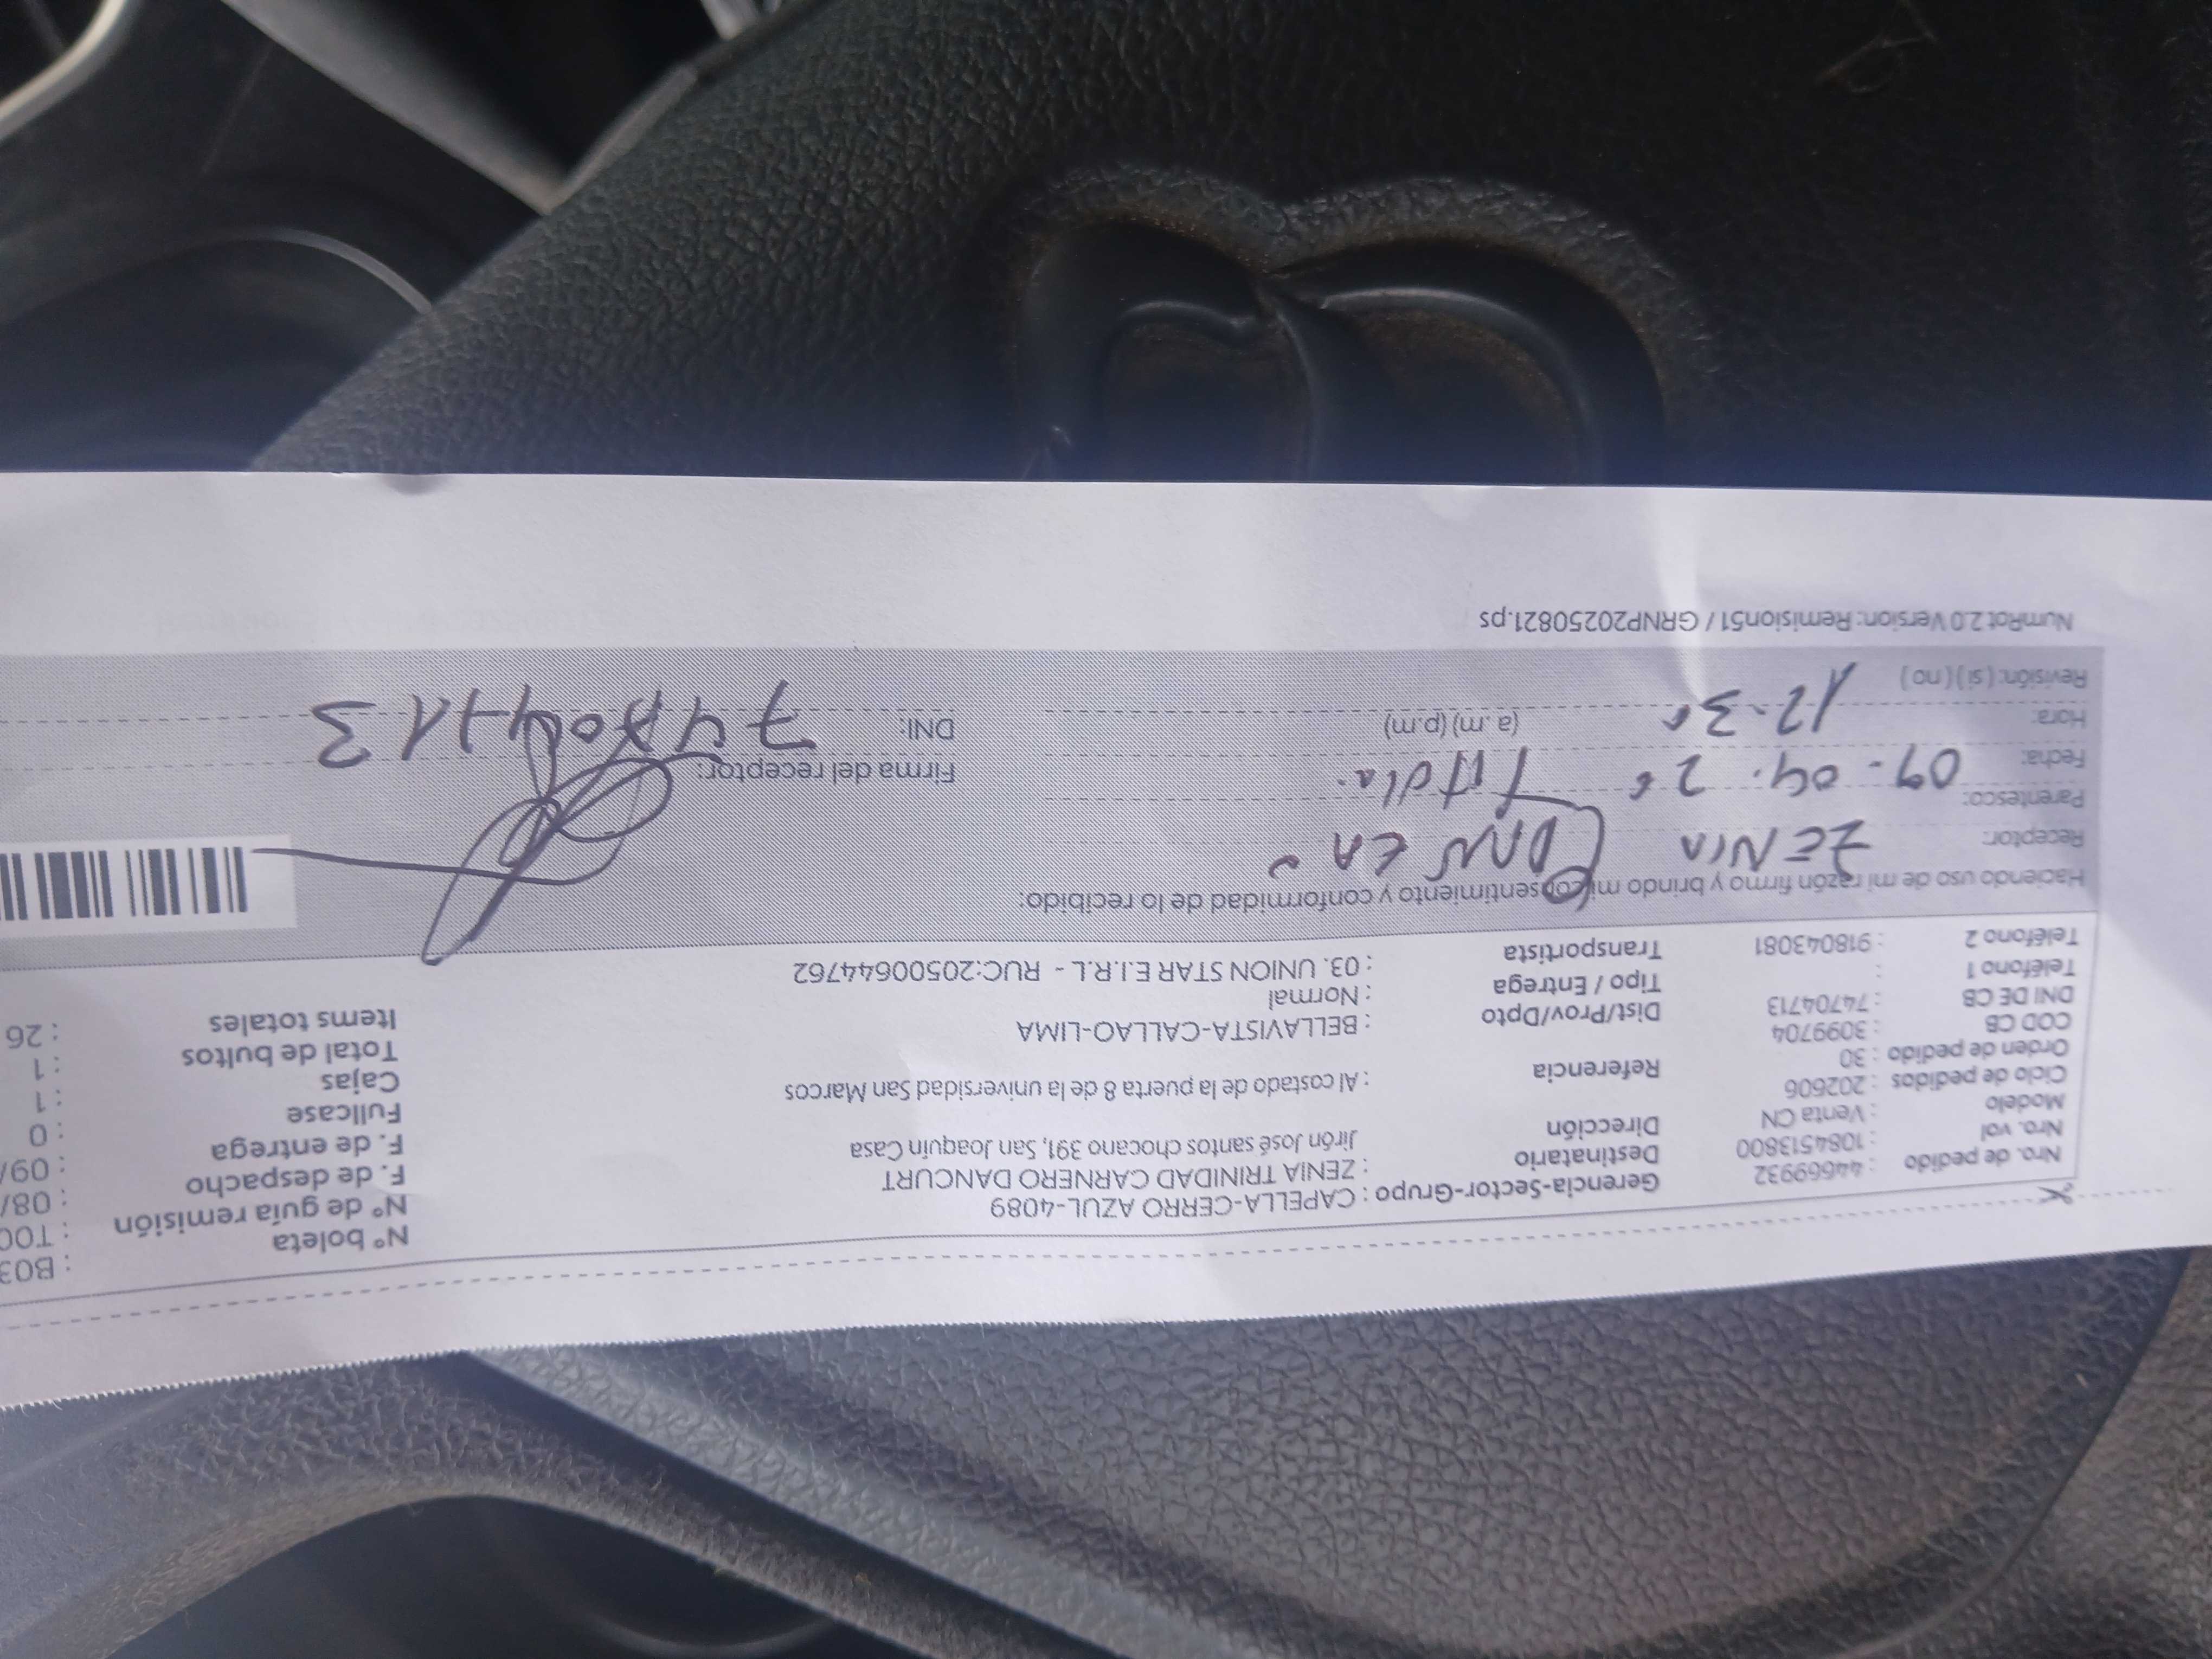 Nro. de pedido : 44669932
Nro. vol : 1084513800
Modelo : Venta CN
Ciclo de pedidos : 202606
Orden de pedido : 30
COD CB : 3099704
DNI DE CB : 74704713
Teléfono 1 :
Teléfono 2 : 918043081
Gerencia-Sector-Grupo : CAPELLA-CERRO AZUL-4089
Destinatario : ZENIA TRINIDAD CARNERO DANCURT
Dirección Jirón José santos chocano 391, San Joaquín Casa
Referencia : Al costado de la puerta 8 de la universidad San Marcos
Dist/Prov/Dpto : BELLAVISTA-CALLAO-LIMA
Tipo / Entrega : Normal
Transportista : 03. UNION STAR E.I.R.L - RUC:20500644762
N° boleta : B03
N° de guía remisión : T00
F. de despacho : 08/
F. de entrega : 09/
Fullcase : 0
Cajas : 1
Total de bultos : 1
Items totales : 26
Haciendo uso de mi razón firmo y brindo mi consentimiento y conformidad de lo recibido:
Receptor: ZENIA
Parentesco:
Fecha: 09-04.26
Hora: 12.30 (a.m) (p.m)
Revisión: ( si ) ( no )
Firma del receptor:
DNI:
NumRot 2.0 Version: Remision51 / GRNP20250821.ps